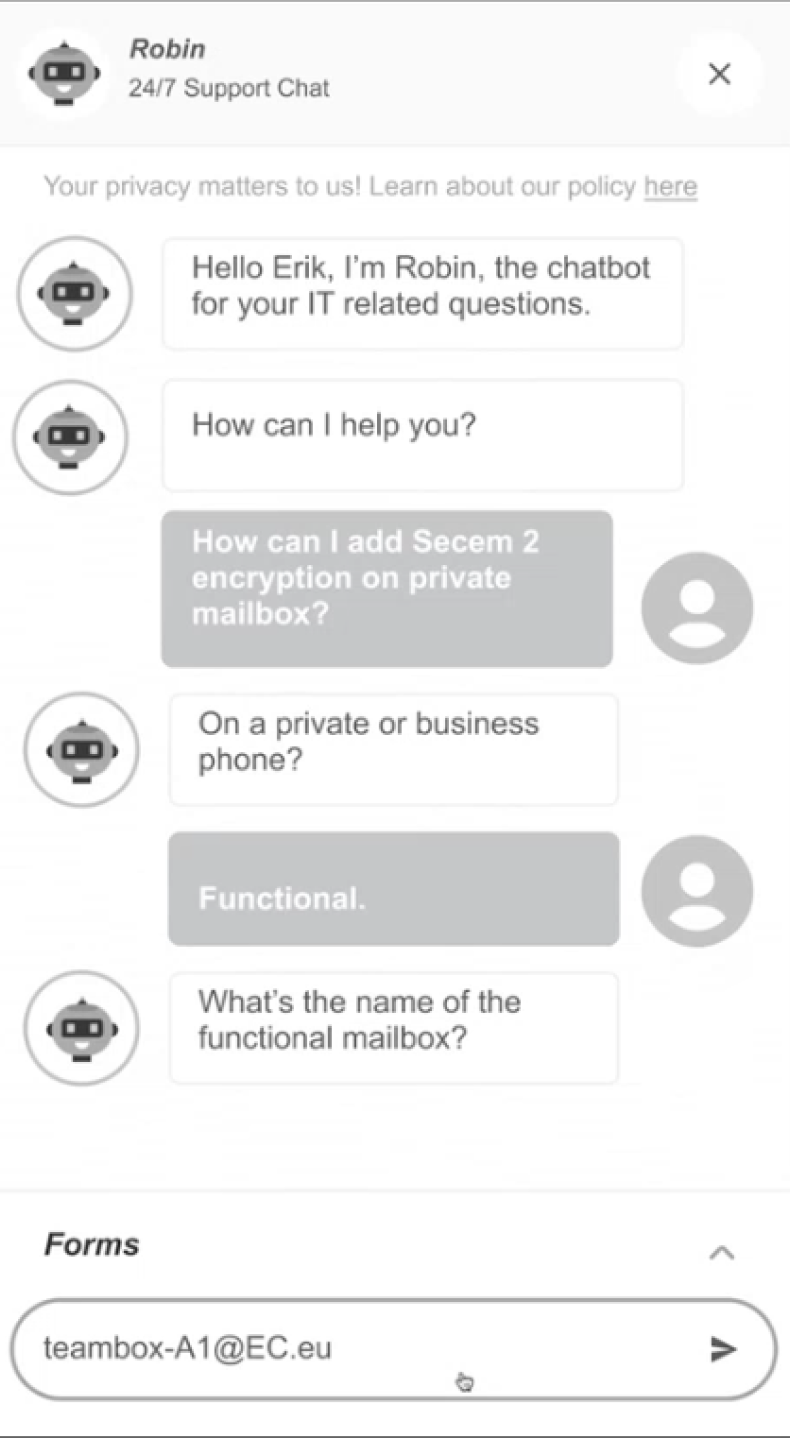 Robin
24/7 Support Chat
Your privacy matters to us! Learn about our policy here
Hello Erik, I'm Robin, the chatbot
for your IT related questions.
How can I help you?
How can I add Secem 2
encryption on private
mailbox?
On a private or business
phone?
Functional.
What's the name of the
functional mailbox?
Forms
teambox-A1@EC.eu